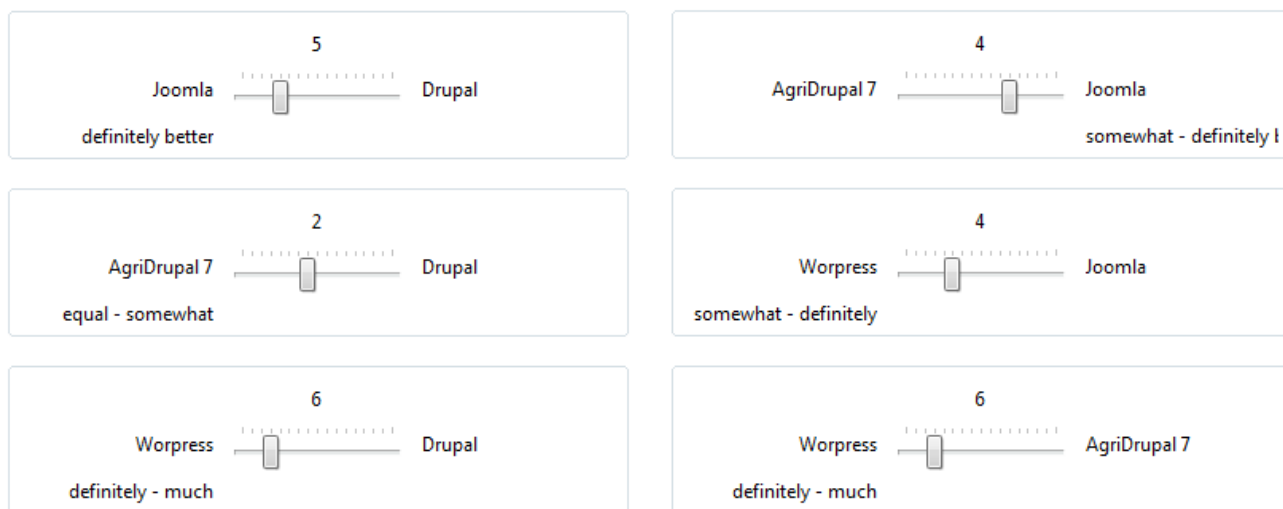 5
Joomla Drupal
definitely better
4
AgriDrupal 7 Joomla
somewhat - definitely
2
AgriDrupal 7 Drupal
equal - somewhat
4
Worpress Joomla
somewhat - definitely
6
Worpress Drupal
definitely - much
6
Worpress AgriDrupal 7
definitely - much